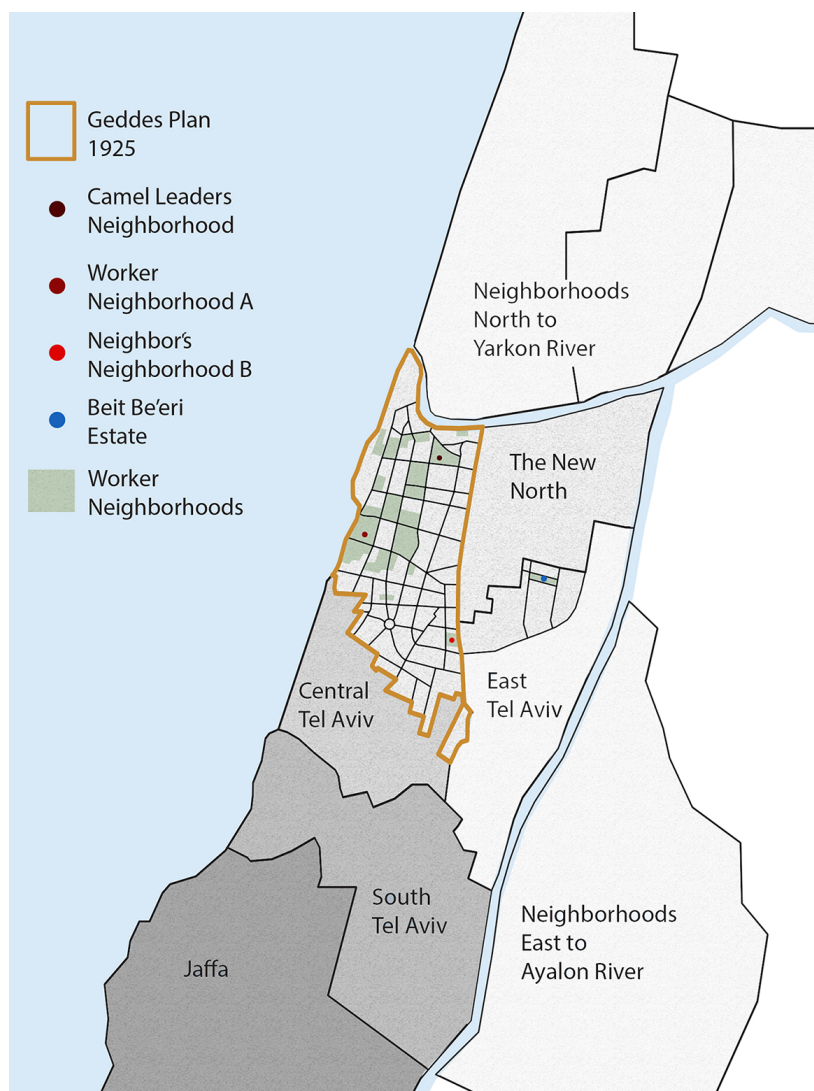 Geddes Plan
1925
Camel Leaders
Neighborhood
Worker
Neighborhood A
Neighbor's
Neighborhood B
Beit Be'eri
Estate
Worker
Neighborhoods
Neighborhoods
North to
Yarkon River
The New
North
Central
Tel Aviv
East
Tel Aviv
South
Tel Aviv
Neighborhoods
East to
Ayalon River
Jaffa